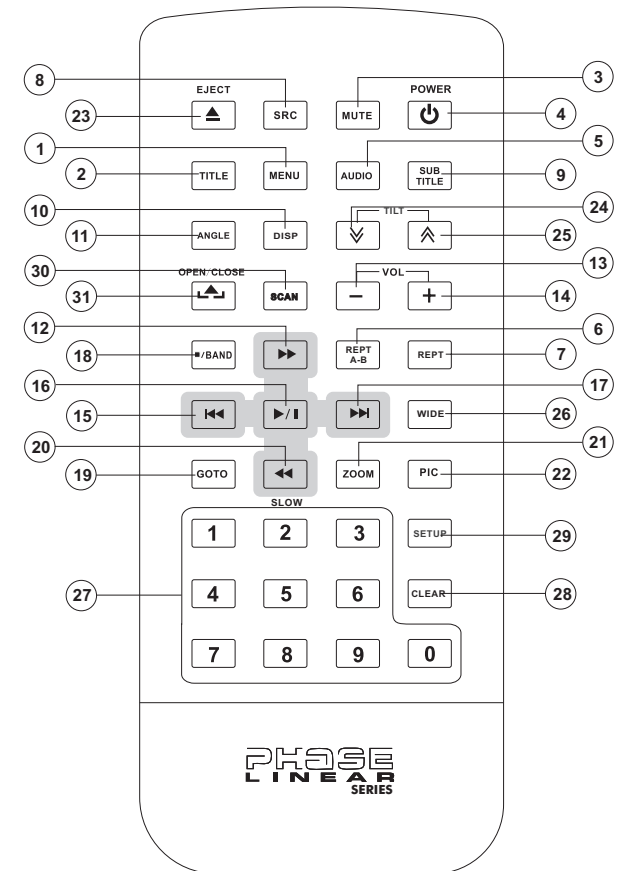 8 3
EJECT POWER
23 SRC MUTE 4
1 5
2 TITLE MENU AUDIO SUB TITLE 9
10 24
TILT
11 ANGLE DISP 25
30 13
OPEN/CLOSE VOL
31 SCAN − + 14
12 6
18 ■/BAND ▶▶ REPT A-B REPT 7
16 17
15 |◀◀ ▶/❚❚ ▶▶| WIDE 26
20 21
19 GOTO ◀◀ ZOOM PIC 22
SLOW
1 2 3 SETUP 29
27 4 5 6 CLEAR 28
7 8 9 0
PHASE
LINEAR
SERIES